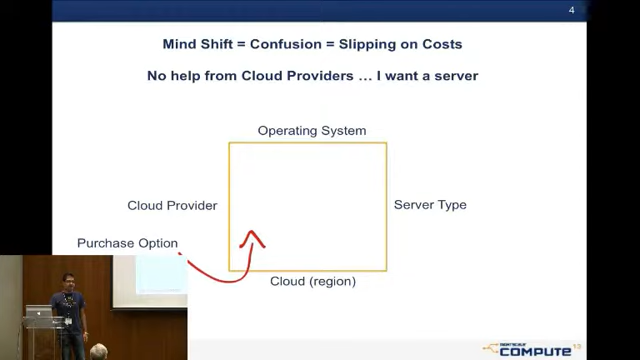 4
Mind Shift = Confusion = Slipping on Costs
No help from Cloud Providers … I want a server
Operating System
Cloud Provider
Server Type
Purchase Option
Cloud (region)
COMPUTE
13